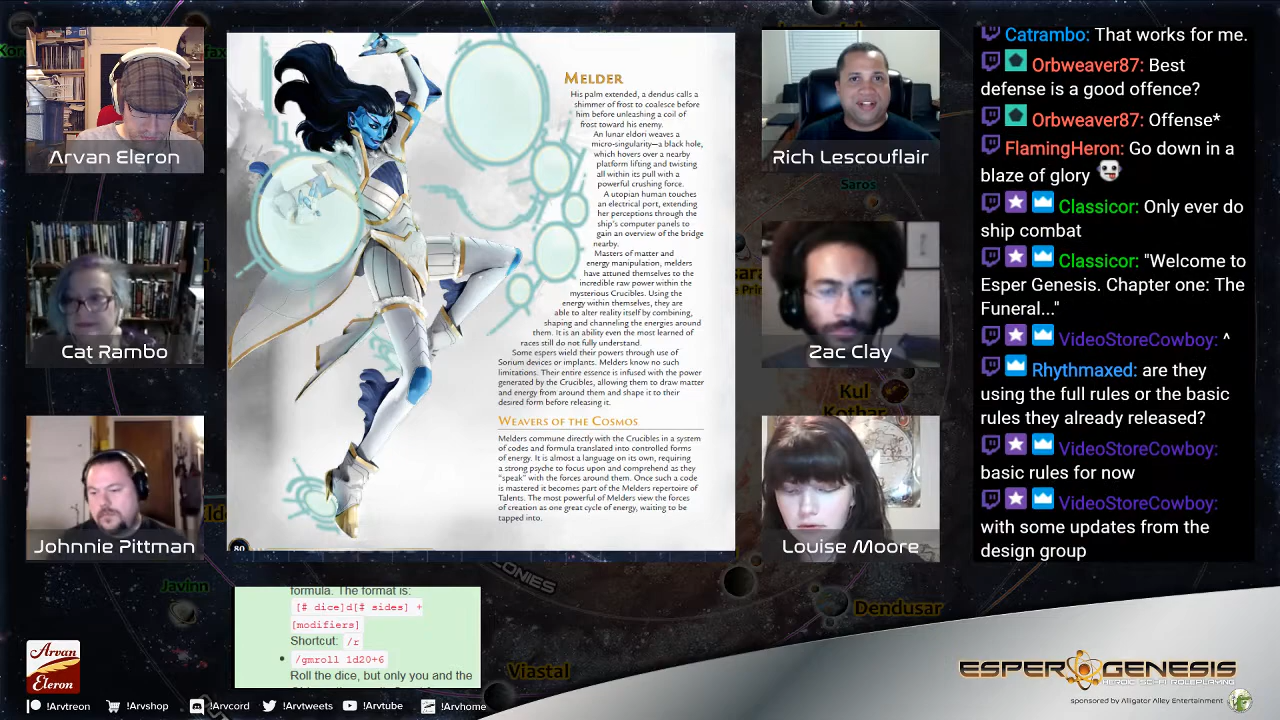 Arvan Eleron
Cat Rambo
Johnnie Pittman
MELDER
His palm extended, a dendus calls a
shimmer of frost to coalesce before
him before unleashing a coil of
frost toward his enemy.
An lunar eldori weaves a
micro-singularity—a black hole,
which hovers over a nearby
platform lifting and twisting
all within its pull with a
powerful crushing force.
A utopian human touches
an electrical port, extending
her perceptions through the
ship's computer panels to
gain an overview of the bridge
nearby.
Masters of matter and
energy manipulation, melders
have attuned themselves to the
incredible raw power within the
mysterious Crucibles. Using the
energy within themselves, they are
able to alter reality itself by combining,
shaping and channeling the energies around
them. It is an ability even the most learned of
races still do not fully understand.
Some espers wield their powers through use of
Sorium devices or implants. Melders know no such
limitations. Their entire essence is infused with the power
generated by the Crucibles, allowing them to draw matter
and energy from around them and shape it to their
desired form before releasing it.
WEAVERS OF THE COSMOS
Melders commune directly with the Crucibles in a system
of codes and formula translated into controlled forms
of energy. It is almost a language on its own, requiring
a strong psyche to focus upon and comprehend as they
"speak" with the forces around them. Once such a code
is mastered it becomes part of the Melders repertoire of
Talents. The most powerful of Melders view the forces
of creation as one great cycle of energy, waiting to be
tapped into.
80
Rich Lescouflair
Saros
Zac Clay
Kul
Kothar
Louise Moore
Catrambo: That works for me.
Orbweaver87: Best
defense is a good offence?
Orbweaver87: Offense*
FlamingHeron: Go down in a
blaze of glory
Classicor: Only ever do
ship combat
Classicor: "Welcome to
Esper Genesis. Chapter one: The
Funeral..."
VideoStoreCowboy: ^
Rhythmaxed: are they
using the full rules or the basic
rules they already released?
VideoStoreCowboy:
basic rules for now
VideoStoreCowboy:
with some updates from the
design group
Javinn
formula. The format is:
[# dice]d[# sides] +
[modifiers]
Shortcut: /r
• /gmroll 1d20+6
Roll the dice, but only you and the
LONIES
Viastal
Dendusar
Arvan
Eleron
!Arvtreon !Arvshop !Arvcord !Arvtweets !Arvtube !Arvhome
ESPER GENESIS
HEROIC SCI-FI ROLEPLAYING
sponsored by Alligator Alley Entertainment